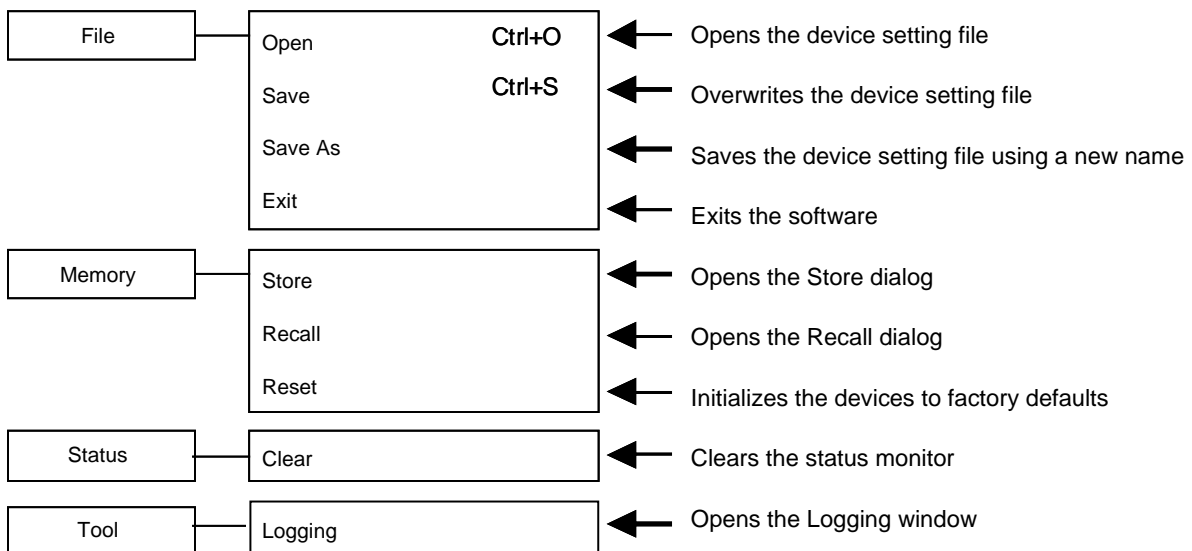 File
Open Ctrl+O Opens the device setting file
Save Ctrl+S Overwrites the device setting file
Save As Saves the device setting file using a new name
Exit Exits the software
Memory
Store Opens the Store dialog
Recall Opens the Recall dialog
Reset Initializes the devices to factory defaults
Status Clear Clears the status monitor
Tool Logging Opens the Logging window